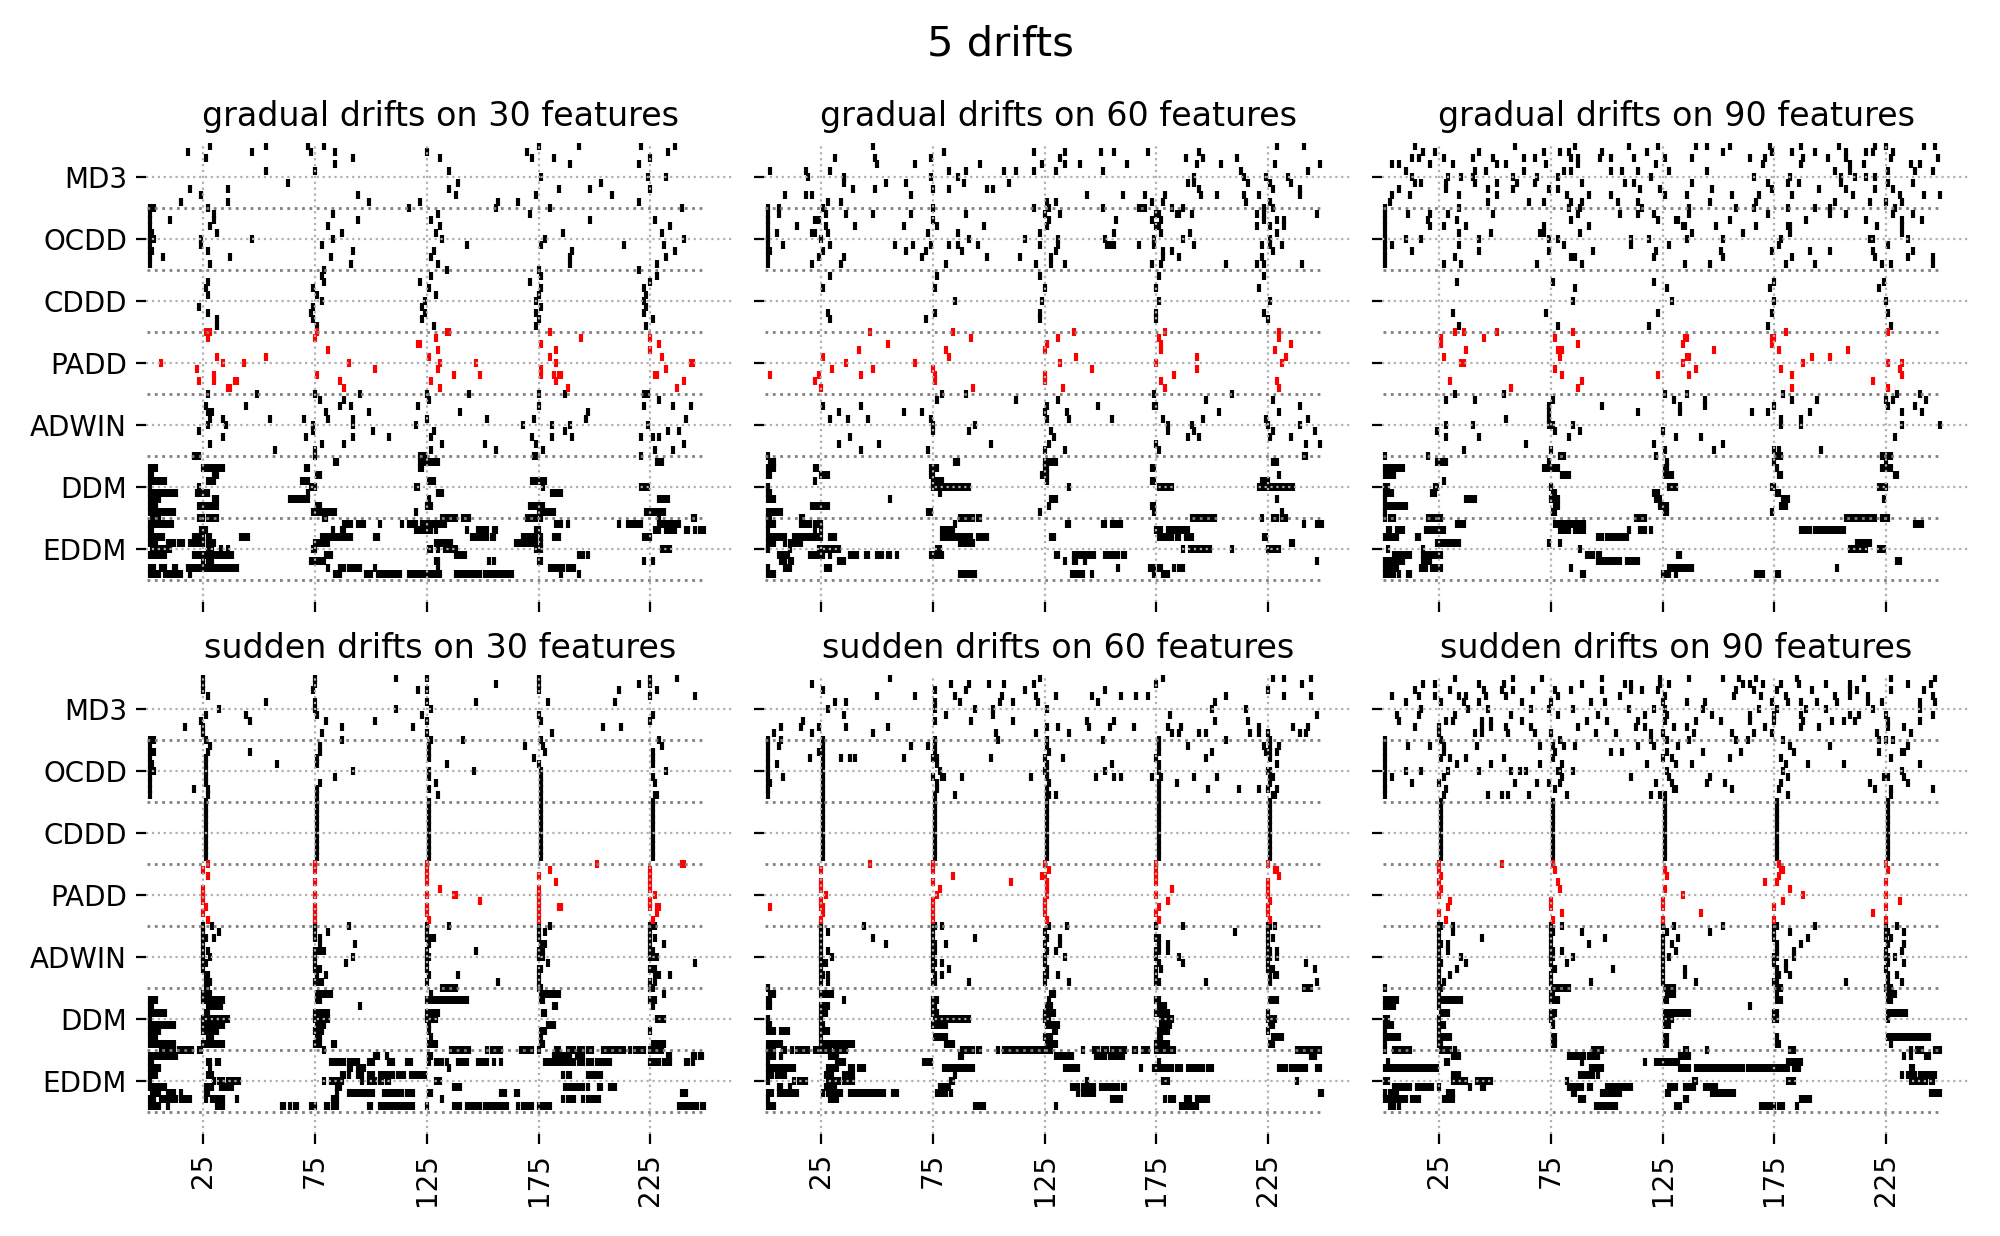 5 drifts
gradual drifts on 30 features
gradual drifts on 60 features
gradual drifts on 90 features
MD3
OCDD
CDDD
PADD
ADWIN
DDM
EDDM
sudden drifts on 30 features
sudden drifts on 60 features
sudden drifts on 90 features
MD3
OCDD
CDDD
PADD
ADWIN
DDM
EDDM
25 75 125 175 225
25 75 125 175 225
25 75 125 175 225